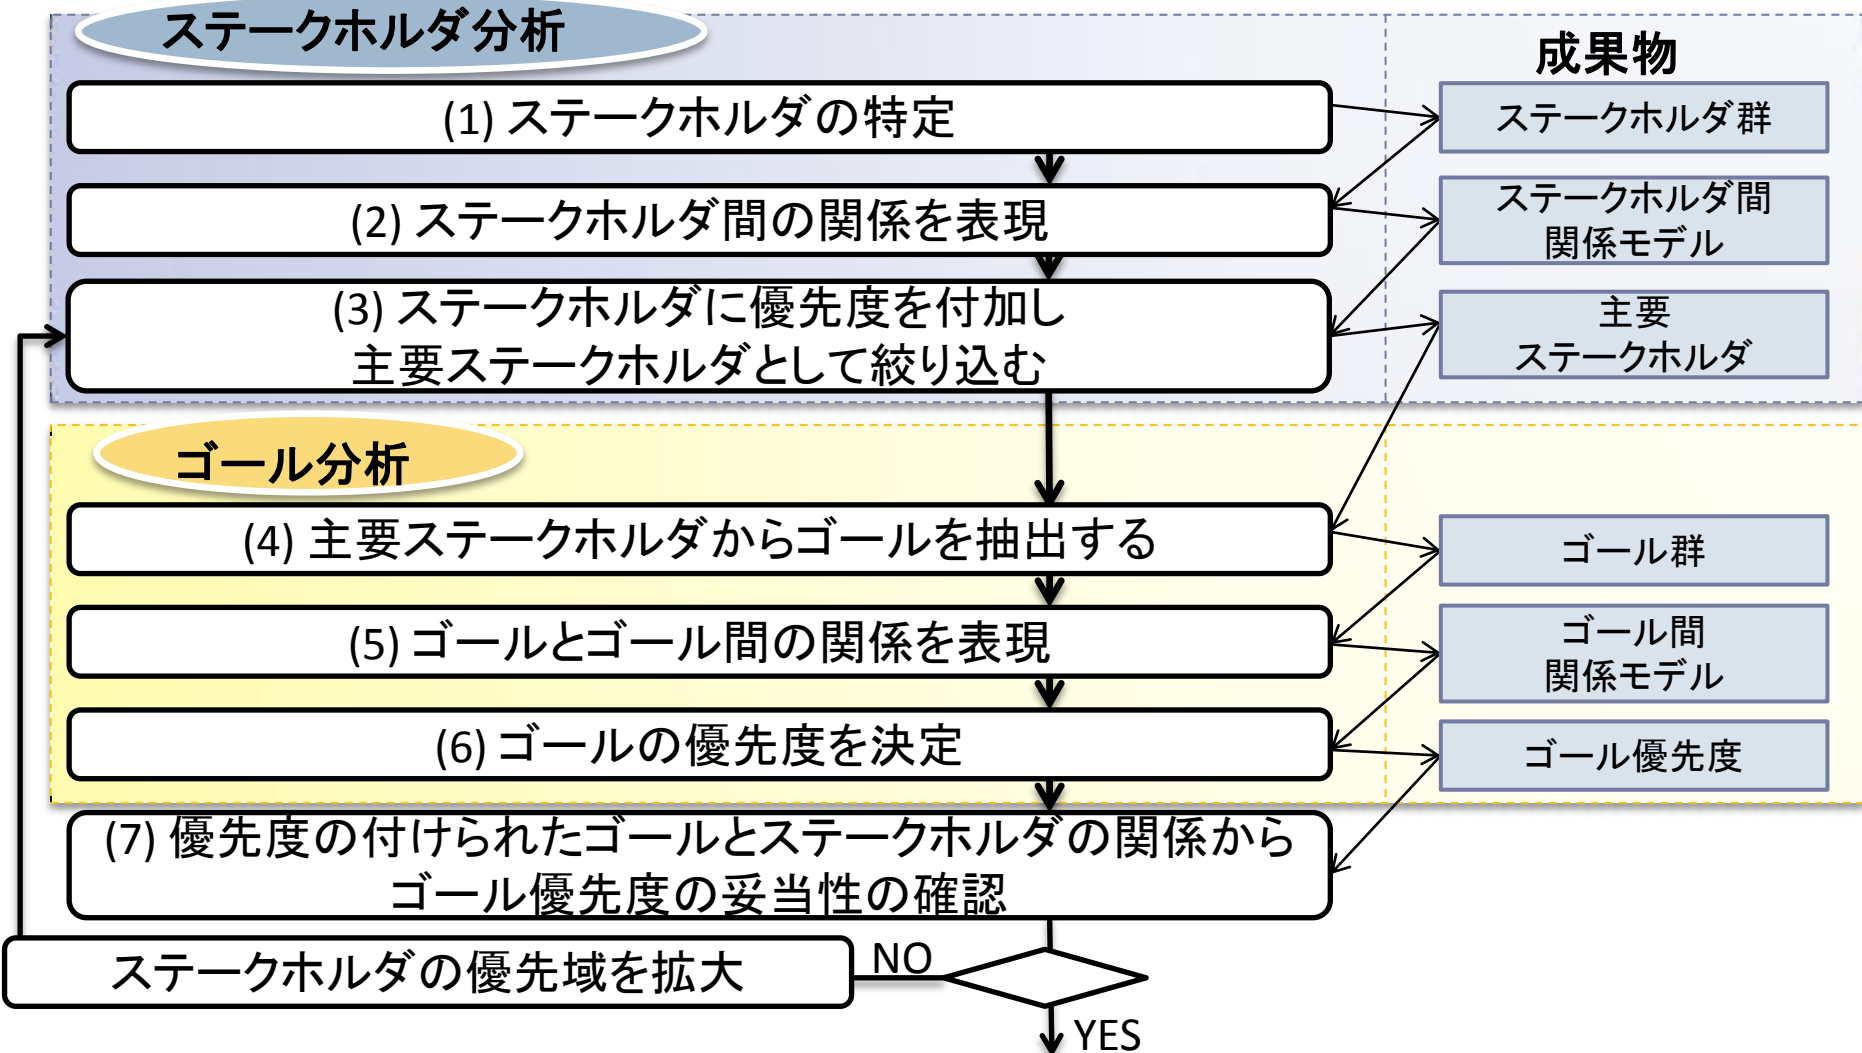 ステークホルダ分析
成果物
(1) ステークホルダの特定
ステークホルダ群
(2) ステークホルダ間の関係を表現
ステークホルダ間
関係モデル
(3) ステークホルダに優先度を付加し
主要ステークホルダとして絞り込む
主要
ステークホルダ
ゴール分析
(4) 主要ステークホルダからゴールを抽出する
ゴール群
(5) ゴールとゴール間の関係を表現
ゴール間
関係モデル
(6) ゴールの優先度を決定
ゴール優先度
(7) 優先度の付けられたゴールとステークホルダの関係から
ゴール優先度の妥当性の確認
ステークホルダの優先域を拡大
NO
YES